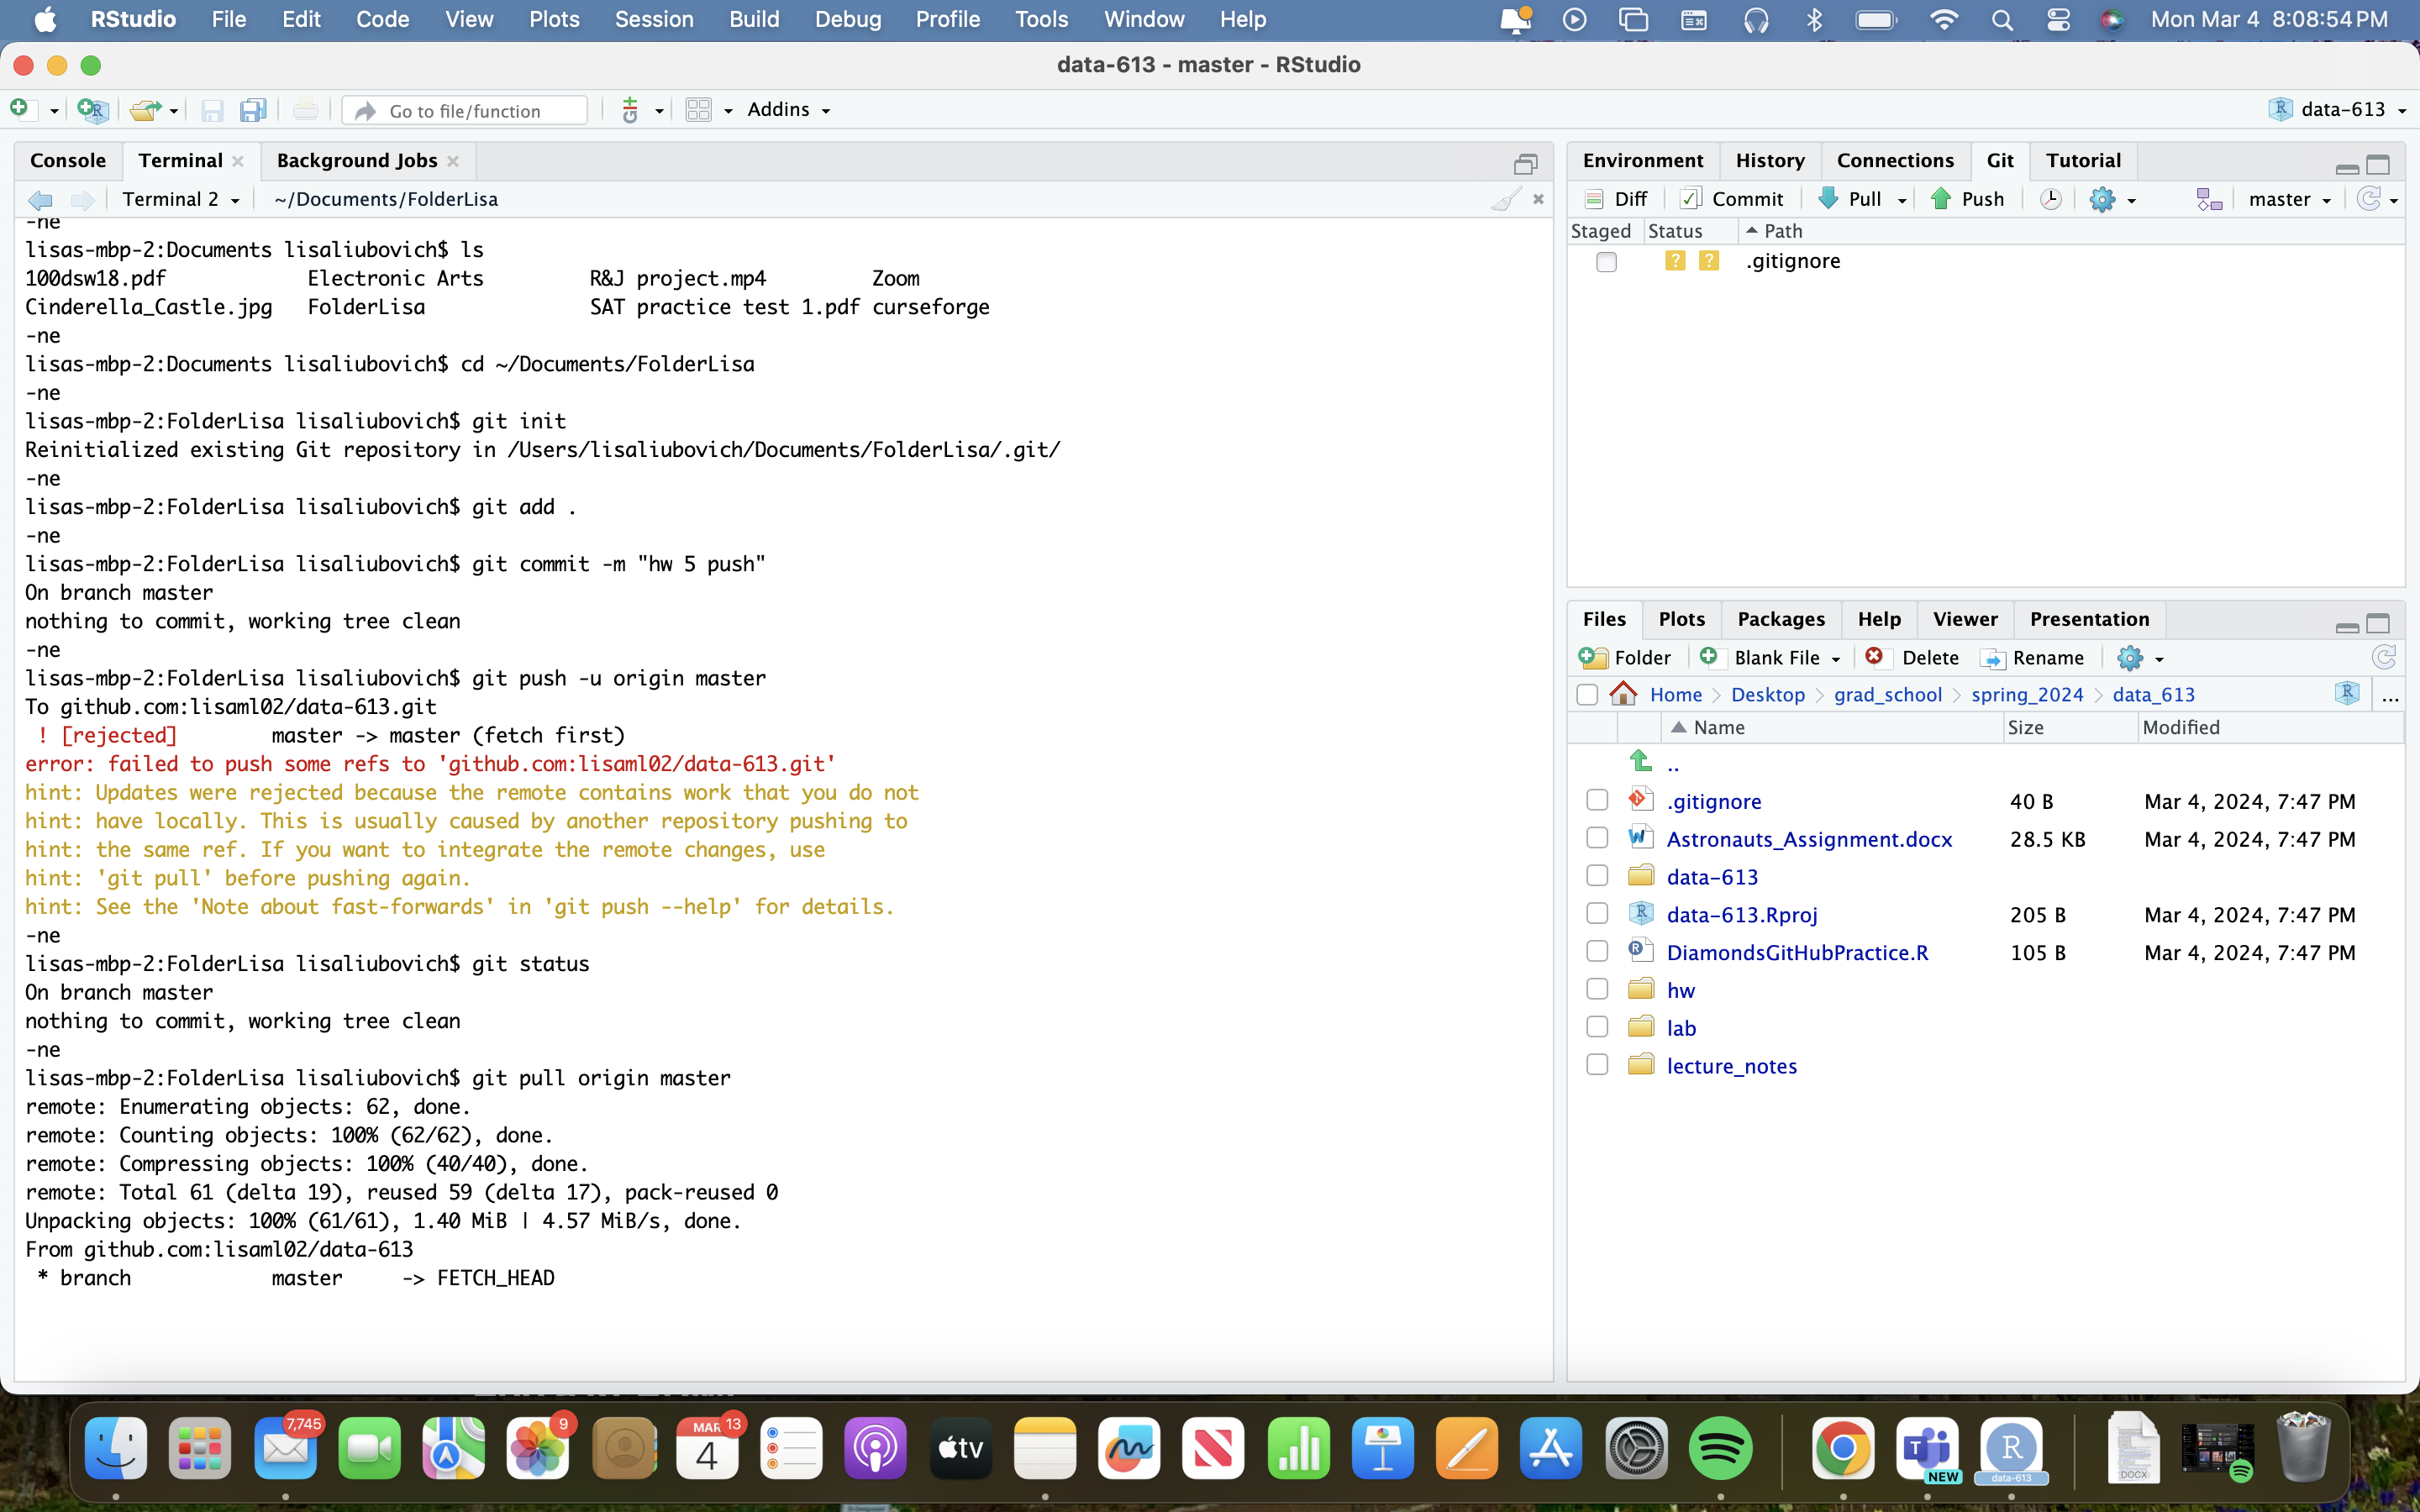 RStudio File Edit Code View Plots Session Build Debug Profile Tools Window Help Mon Mar 4 8:08:54 PM
data-613 - master - RStudio
Go to file/function Addins data-613
Console Terminal Background Jobs
Terminal 2 ~/Documents/FolderLisa
-ne
lisas-mbp-2:Documents lisaliubovich$ ls
100dsw18.pdf Electronic Arts R&J project.mp4 Zoom
Cinderella_Castle.jpg FolderLisa SAT practice test 1.pdf curseforge
-ne
lisas-mbp-2:Documents lisaliubovich$ cd ~/Documents/FolderLisa
-ne
lisas-mbp-2:FolderLisa lisaliubovich$ git init
Reinitialized existing Git repository in /Users/lisaliubovich/Documents/FolderLisa/.git/
-ne
lisas-mbp-2:FolderLisa lisaliubovich$ git add .
-ne
lisas-mbp-2:FolderLisa lisaliubovich$ git commit -m "hw 5 push"
On branch master
nothing to commit, working tree clean
-ne
lisas-mbp-2:FolderLisa lisaliubovich$ git push -u origin master
To github.com:lisaml02/data-613.git
! [rejected] master -> master (fetch first)
error: failed to push some refs to 'github.com:lisaml02/data-613.git'
hint: Updates were rejected because the remote contains work that you do not
hint: have locally. This is usually caused by another repository pushing to
hint: the same ref. If you want to integrate the remote changes, use
hint: 'git pull' before pushing again.
hint: See the 'Note about fast-forwards' in 'git push --help' for details.
-ne
lisas-mbp-2:FolderLisa lisaliubovich$ git status
On branch master
nothing to commit, working tree clean
-ne
lisas-mbp-2:FolderLisa lisaliubovich$ git pull origin master
remote: Enumerating objects: 62, done.
remote: Counting objects: 100% (62/62), done.
remote: Compressing objects: 100% (40/40), done.
remote: Total 61 (delta 19), reused 59 (delta 17), pack-reused 0
Unpacking objects: 100% (61/61), 1.40 MiB | 4.57 MiB/s, done.
From github.com:lisaml02/data-613
* branch master -> FETCH_HEAD
Environment History Connections Git Tutorial
Diff Commit Pull Push master
Staged Status Path
? ? .gitignore
Files Plots Packages Help Viewer Presentation
Folder Blank File Delete Rename
Home Desktop grad_school spring_2024 data_613 ...
Name Size Modified
..
.gitignore 40 B Mar 4, 2024, 7:47 PM
Astronauts_Assignment.docx 28.5 KB Mar 4, 2024, 7:47 PM
data-613
data-613.Rproj 205 B Mar 4, 2024, 7:47 PM
DiamondsGitHubPractice.R 105 B Mar 4, 2024, 7:47 PM
hw
lab
lecture_notes
7,745 9 MAR 13
4 tv T R
NEW data-613 DOCX